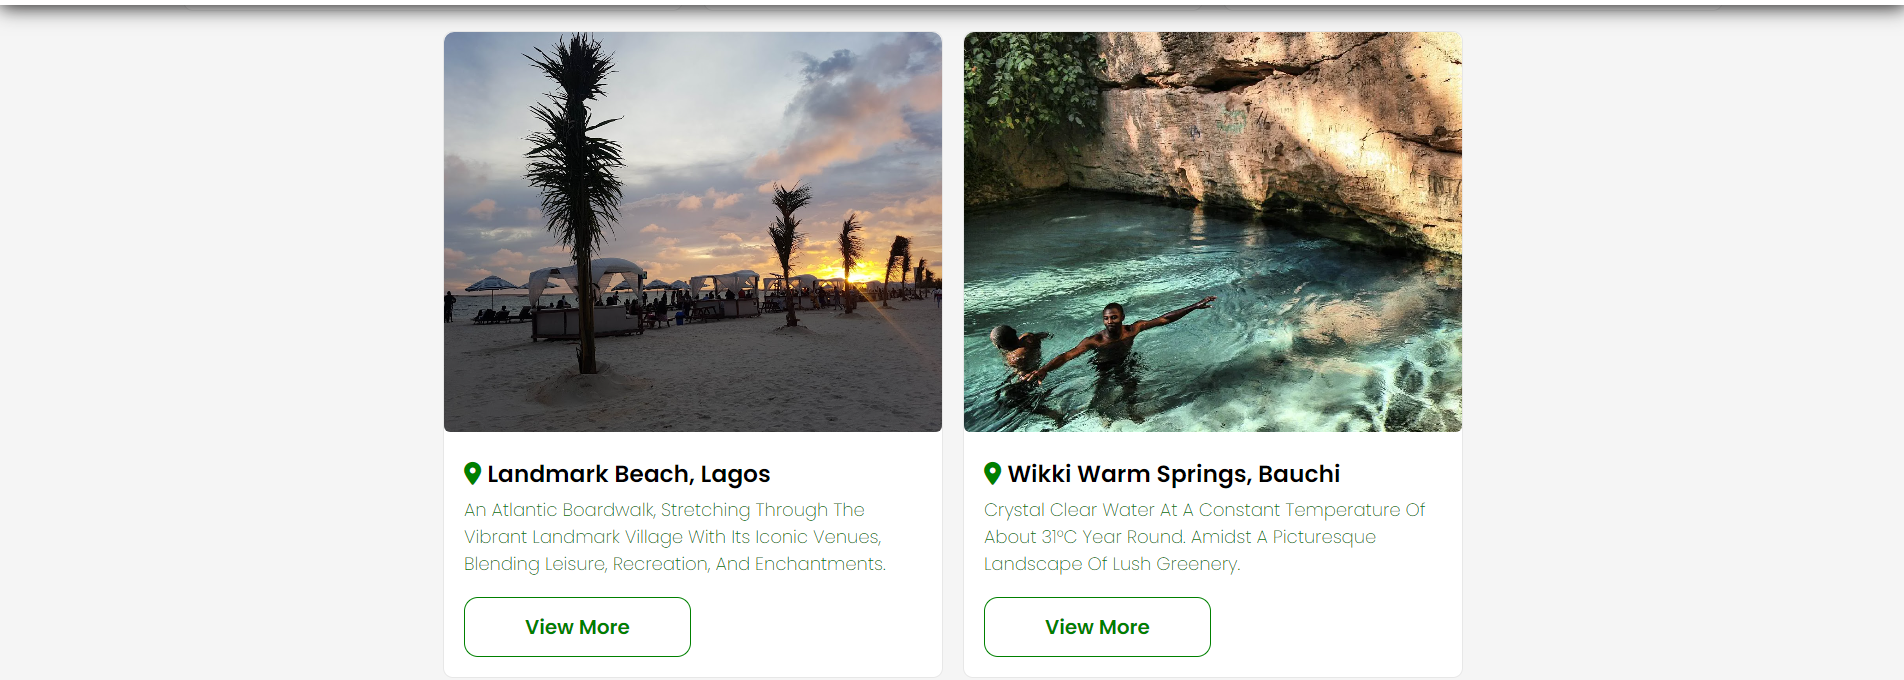 Landmark Beach, Lagos
An Atlantic Boardwalk, Stretching Through The
Vibrant Landmark Village With Its Iconic Venues,
Blending Leisure, Recreation, And Enchantments.
View More
Wikki Warm Springs, Bauchi
Crystal Clear Water At A Constant Temperature Of
About 31°C Year Round. Amidst A Picturesque
Landscape Of Lush Greenery.
View More